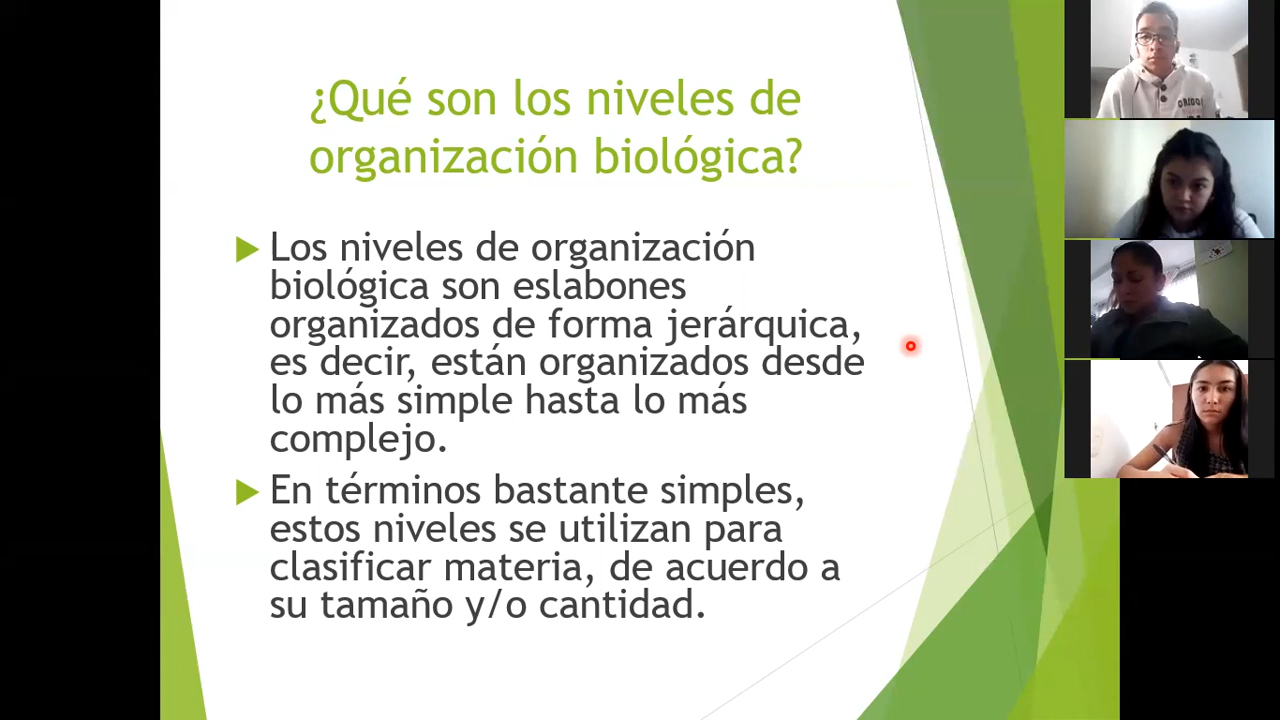 ¿Qué son los niveles de
organización biológica?
Los niveles de organización
biológica son eslabones
organizados de forma jerárquica,
es decir, están organizados desde
lo más simple hasta lo más
complejo.
En términos bastante simples,
estos niveles se utilizan para
clasificar materia, de acuerdo a
su tamaño y/o cantidad.